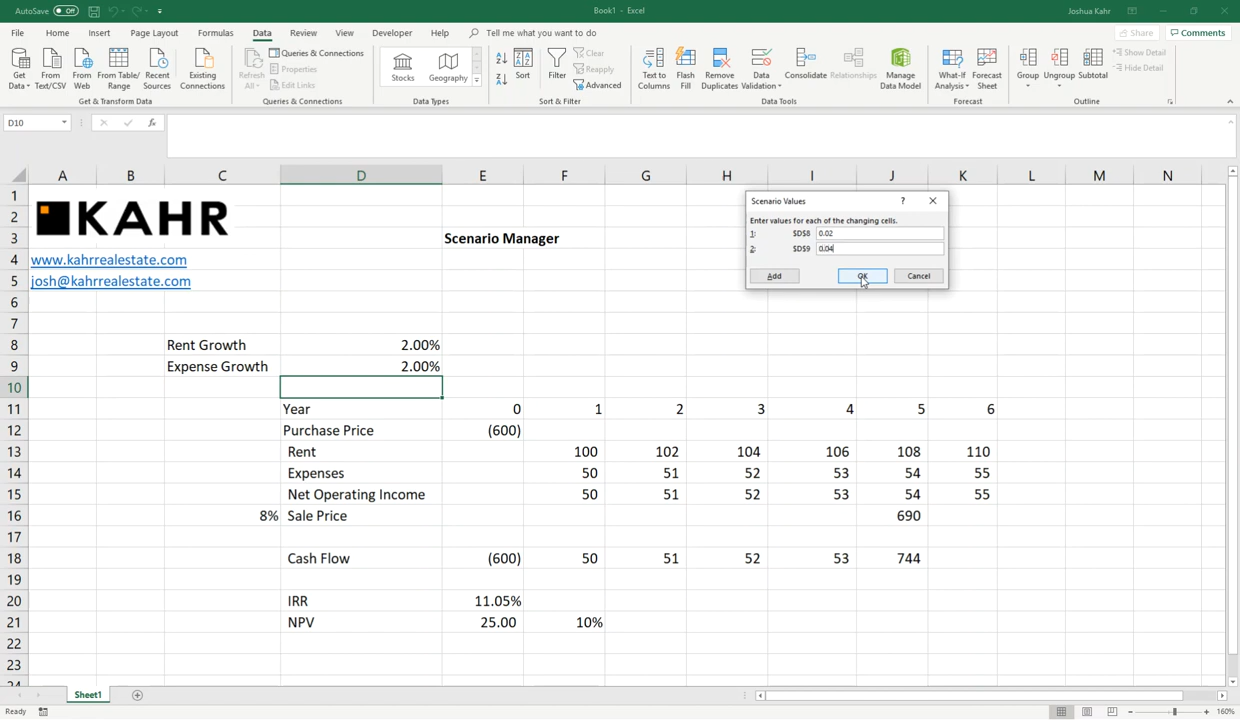 AutoSave Off
Book1 - Excel
Joshua Kahr
File Home Insert Page Layout Formulas Data Review View Developer Help Tell me what you want to do Share Comments
Get Data
From Text/CSV
From Web
From Table/ Range
Recent Sources
Existing Connections
Get & Transform Data
Refresh All
Queries & Connections
Properties
Edit Links
Queries & Connections
Stocks
Geography
Data Types
Sort
Filter
Clear
Reapply
Advanced
Sort & Filter
Text to Columns
Flash Fill
Remove Duplicates
Data Validation
Consolidate
Relationships
Manage Data Model
Data Tools
What-If Analysis
Forecast Sheet
Forecast
Group
Ungroup
Subtotal
Show Detail
Hide Detail
Outline
D10 fx
A B C D E F G H I J K L M N
1
2 KAHR
3 Scenario Manager
4 www.kahrrealestate.com
5 josh@kahrrealestate.com
6
7
8 Rent Growth 2.00%
9 Expense Growth 2.00%
10
11 Year 0 1 2 3 4 5 6
12 Purchase Price (600)
13 Rent 100 102 104 106 108 110
14 Expenses 50 51 52 53 54 55
15 Net Operating Income 50 51 52 53 54 55
16 8% Sale Price 690
17
18 Cash Flow (600) 50 51 52 53 744
19
20 IRR 11.05%
21 NPV 25.00 10%
22
23
24
Scenario Values ?
Enter values for each of the changing cells.
1: $D$8 0.02
2: $D$9 0.04
Add OK Cancel
Sheet1
Ready
160%